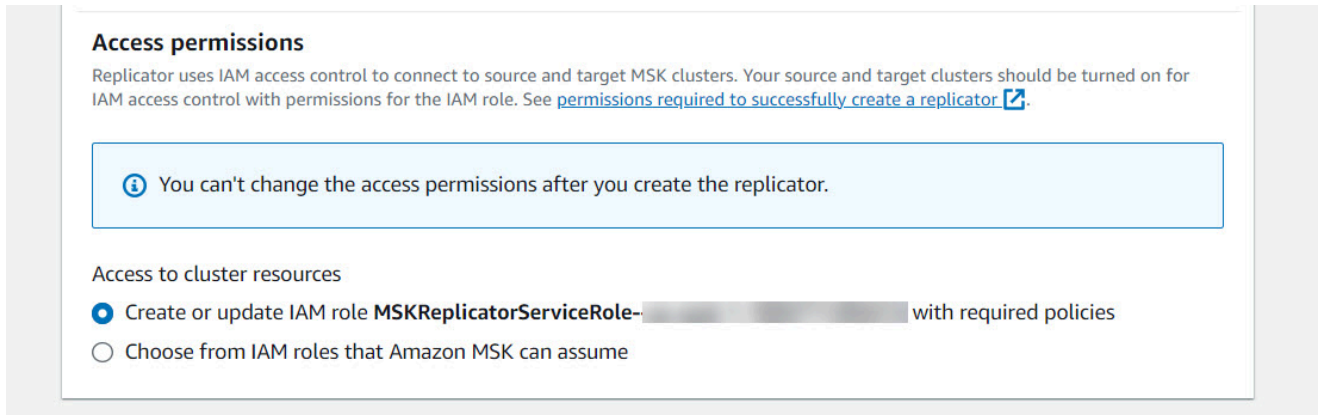 Access permissions
Replicator uses IAM access control to connect to source and target MSK clusters. Your source and target clusters should be turned on for
IAM access control with permissions for the IAM role. See permissions required to successfully create a replicator.
You can't change the access permissions after you create the replicator.
Access to cluster resources
Create or update IAM role MSKReplicatorServiceRole- with required policies
Choose from IAM roles that Amazon MSK can assume